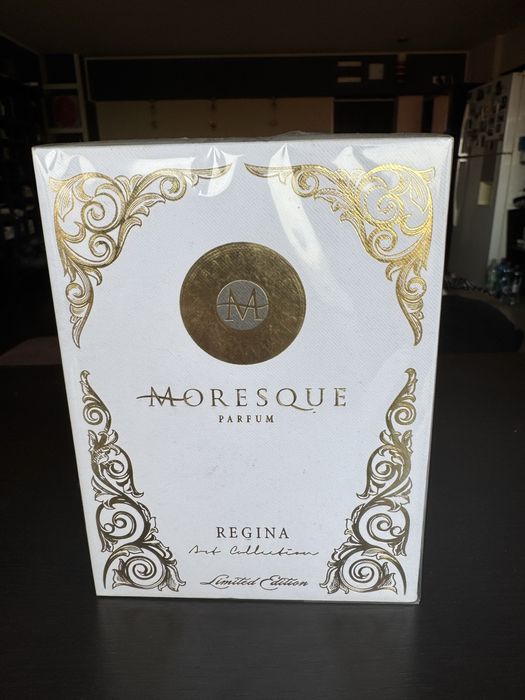 M
MORESQUE
PARFUM
REGINA
Art Collection
Limited Edition